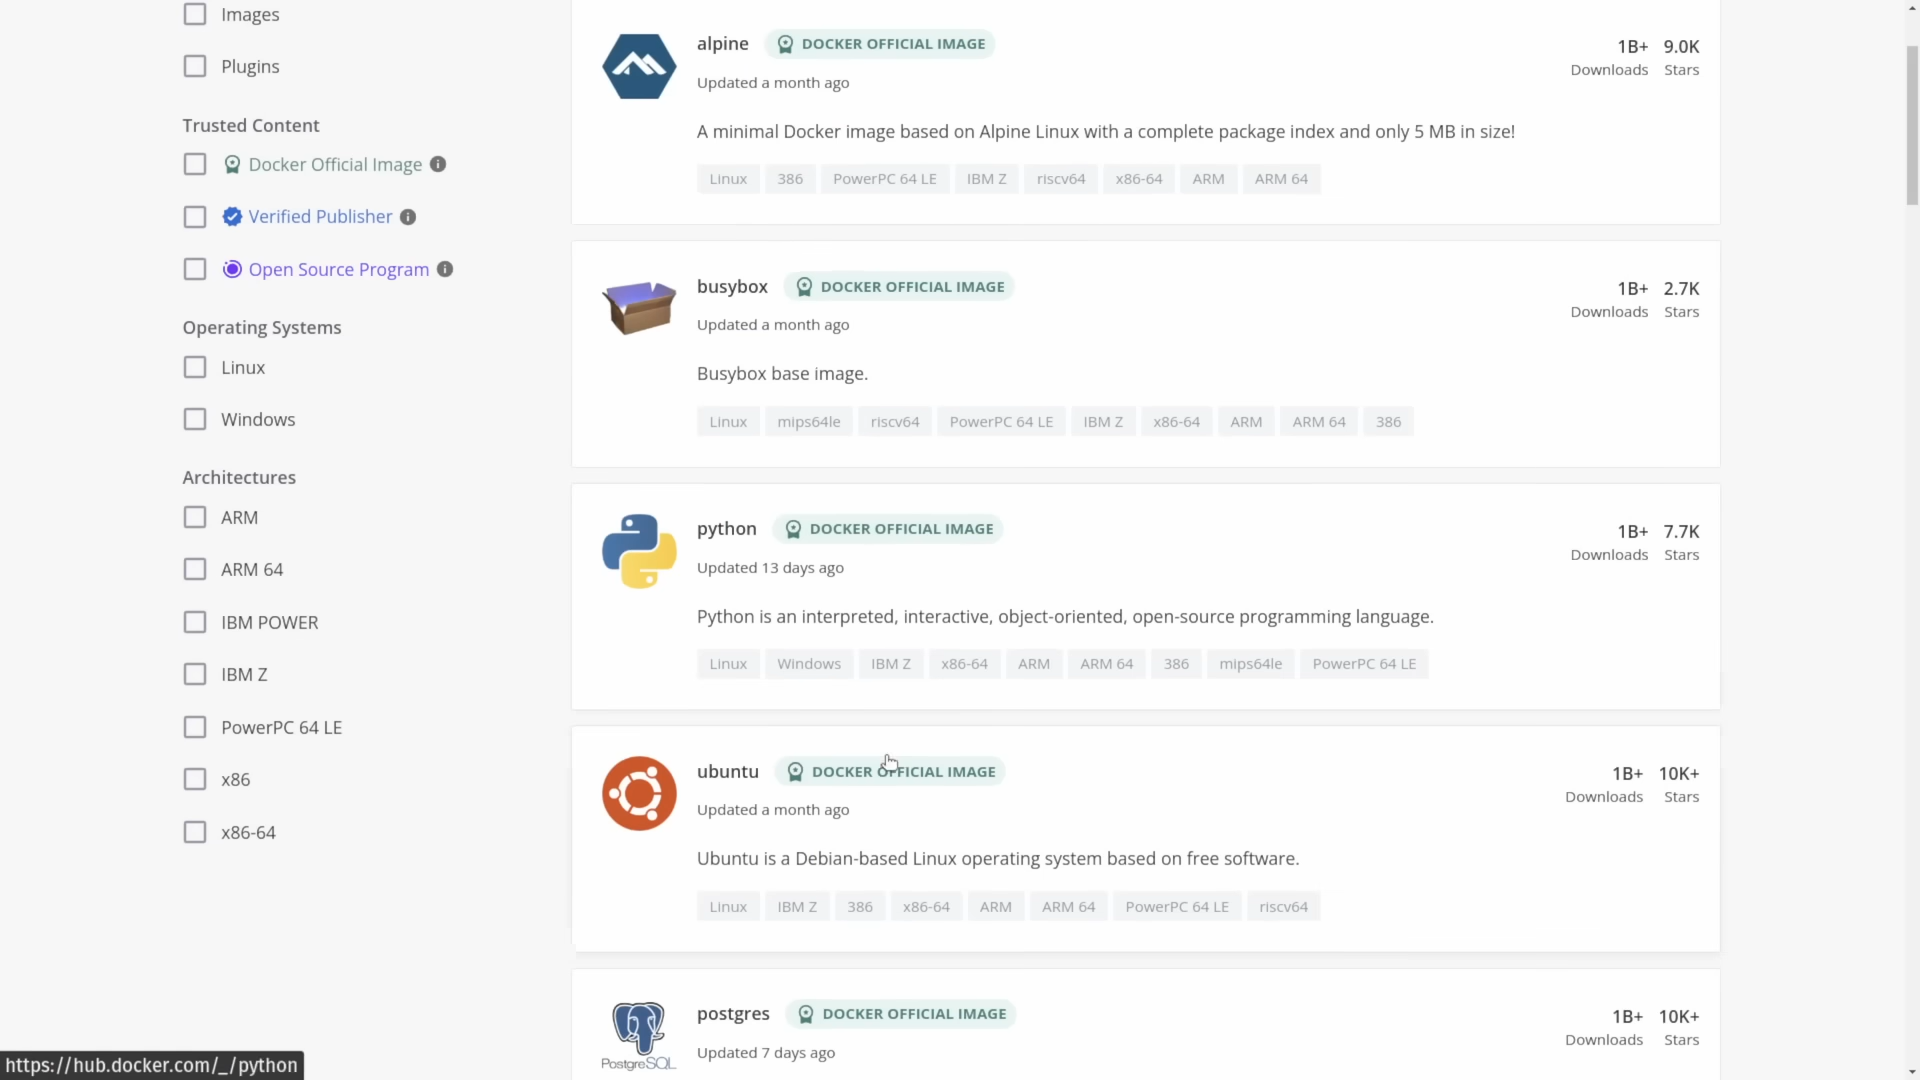 Images
Plugins
Trusted Content
Docker Official Image
Verified Publisher
Open Source Program
Operating Systems
Linux
Windows
Architectures
ARM
ARM 64
IBM POWER
IBM Z
PowerPC 64 LE
x86
x86-64
alpine DOCKER OFFICIAL IMAGE
1B+ 9.0K
Downloads Stars
Updated a month ago
A minimal Docker image based on Alpine Linux with a complete package index and only 5 MB in size!
Linux 386 PowerPC 64 LE IBM Z riscv64 x86-64 ARM ARM 64
busybox DOCKER OFFICIAL IMAGE
1B+ 2.7K
Downloads Stars
Updated a month ago
Busybox base image.
Linux mips64le riscv64 PowerPC 64 LE IBM Z x86-64 ARM ARM 64 386
python DOCKER OFFICIAL IMAGE
1B+ 7.7K
Downloads Stars
Updated 13 days ago
Python is an interpreted, interactive, object-oriented, open-source programming language.
Linux Windows IBM Z x86-64 ARM ARM 64 386 mips64le PowerPC 64 LE
ubuntu DOCKER OFFICIAL IMAGE
1B+ 10K+
Downloads Stars
Updated a month ago
Ubuntu is a Debian-based Linux operating system based on free software.
Linux IBM Z 386 x86-64 ARM ARM 64 PowerPC 64 LE riscv64
postgres DOCKER OFFICIAL IMAGE
1B+ 10K+
Downloads Stars
Updated 7 days ago
PostgreSQL
https://hub.docker.com/_/python